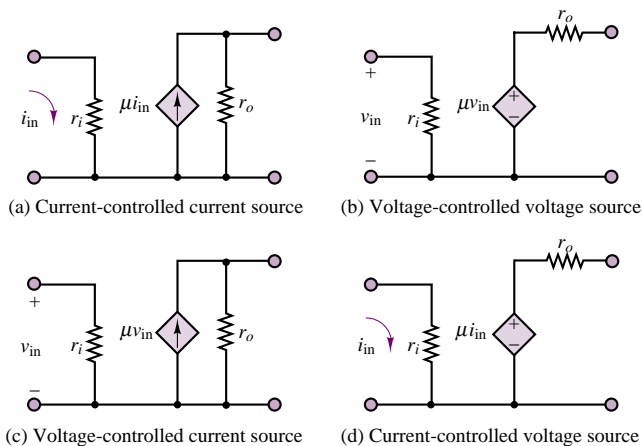 i_in
r_i
μi_in
r_o
(a) Current-controlled current source
+
v_in
−
r_i
μv_in
+
−
r_o
(b) Voltage-controlled voltage source
+
v_in
−
r_i
μv_in
r_o
(c) Voltage-controlled current source
i_in
r_i
μi_in
+
−
r_o
(d) Current-controlled voltage source